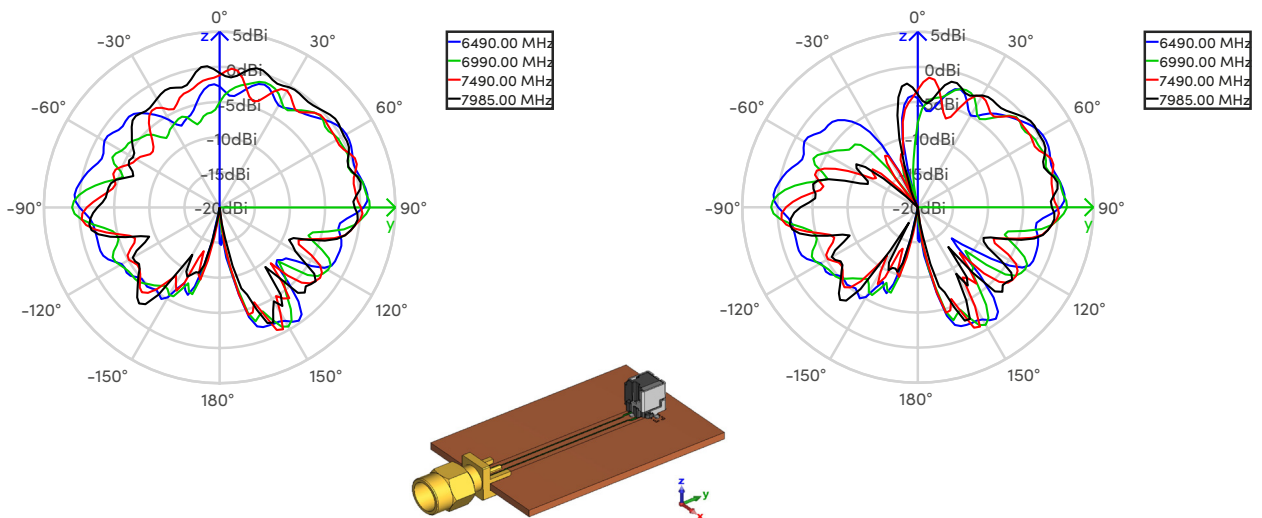 0°
z 5dBi
-30° 30°
0dBi
-60° 60°
-5dBi
-10dBi
-15dBi
-90° -20dBi 90°
y
-120° 120°
-150° 150°
180°
6490.00 MHz
6990.00 MHz
7490.00 MHz
7985.00 MHz
0°
z 5dBi
-30° 30°
0dBi
-60° 60°
-5dBi
-10dBi
-15dBi
-90° -20dBi 90°
y
-120° 120°
-150° 150°
180°
6490.00 MHz
6990.00 MHz
7490.00 MHz
7985.00 MHz
z
y
x